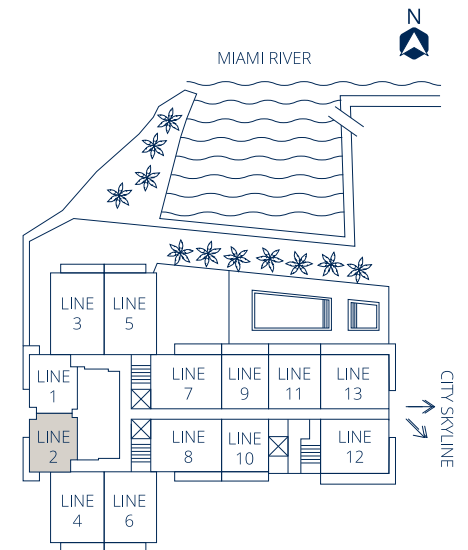 N
MIAMI RIVER
LINE
3
LINE
5
LINE
1
LINE
7
LINE
9
LINE
11
LINE
13
CITY SKYLINE
LINE
2
LINE
8
LINE
10
LINE
12
LINE
4
LINE
6